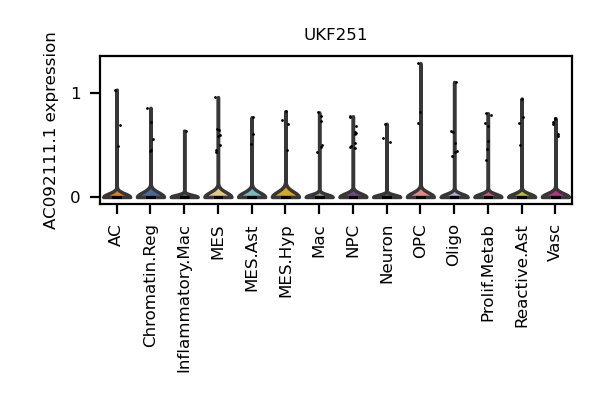 UKF251
AC092111.1 expression
1
0
AC
Chromatin.Reg
Inflammatory.Mac
MES
MES.Ast
MES.Hyp
Mac
NPC
Neuron
OPC
Oligo
Prolif.Metab
Reactive.Ast
Vasc